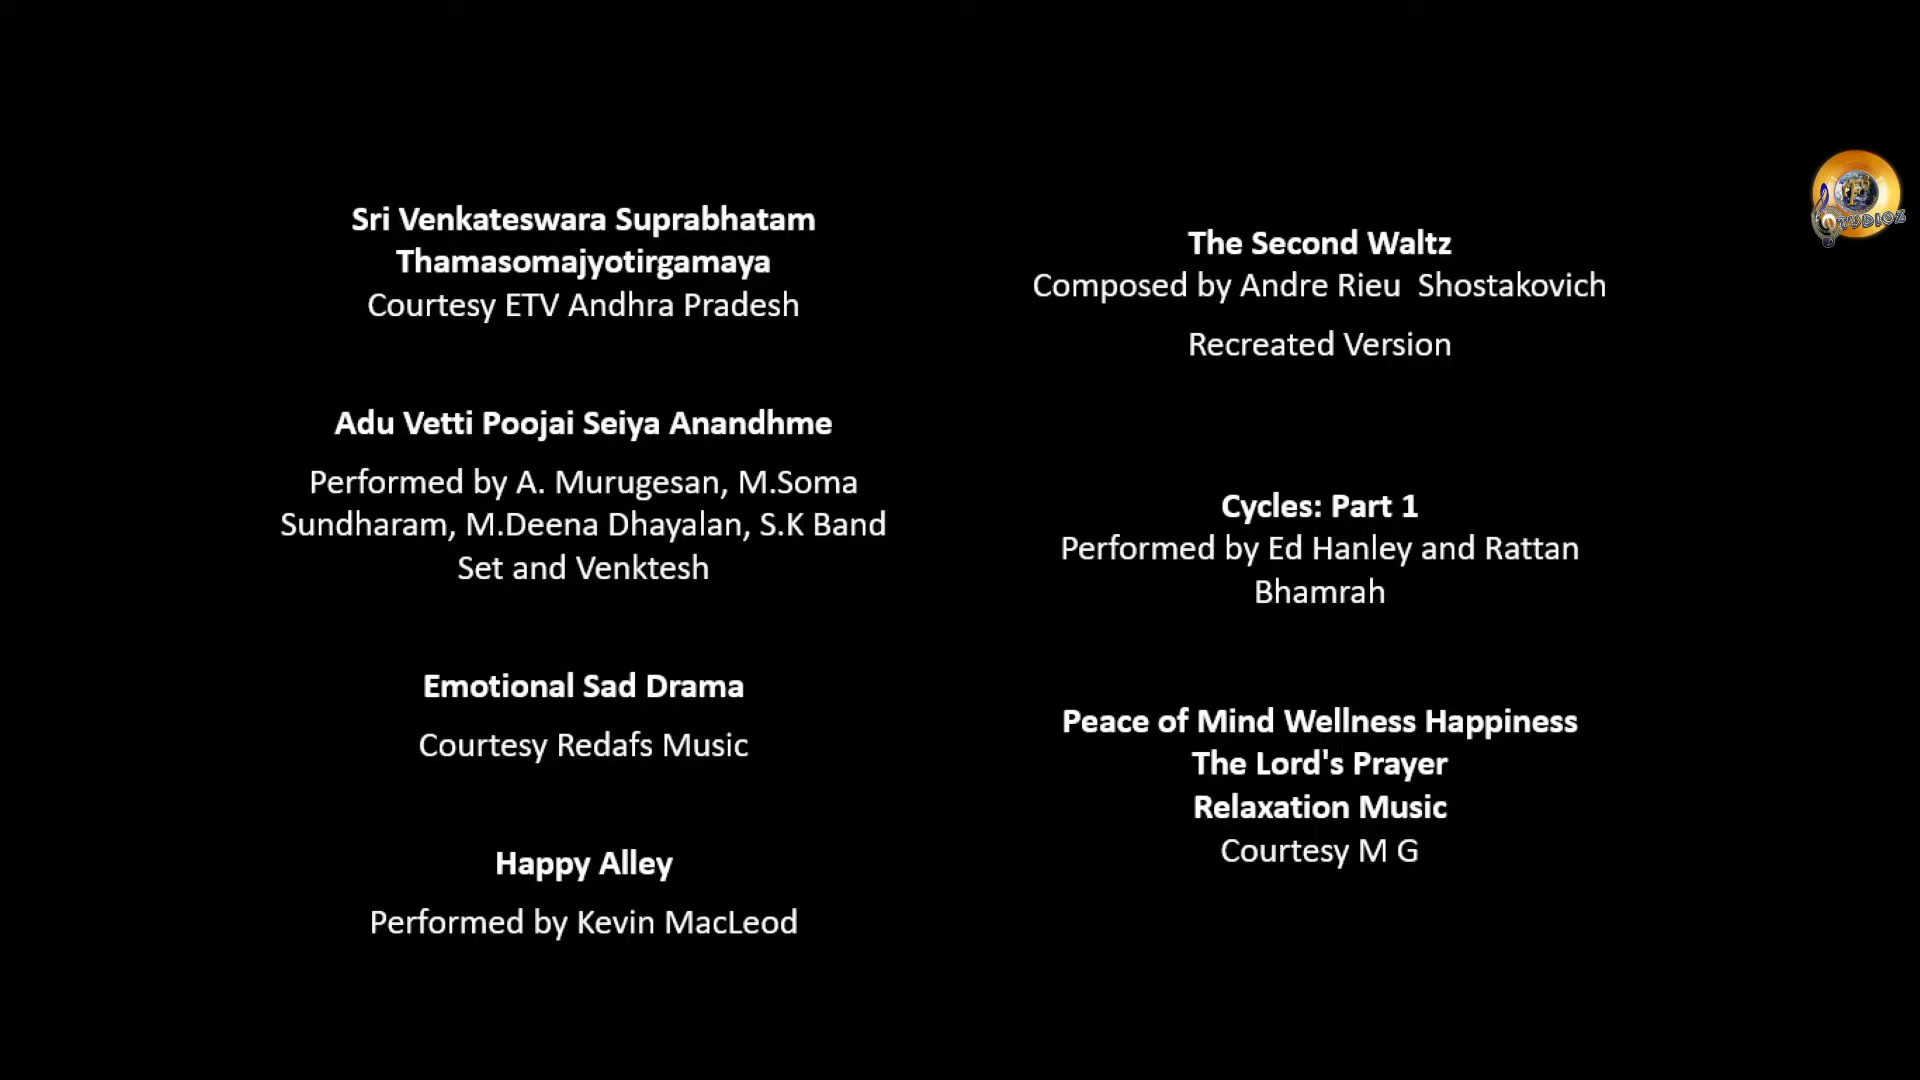 Sri Venkateswara Suprabhatam
Thamasomajyotirgamaya
Courtesy ETV Andhra Pradesh
Adu Vetti Poojai Seiya Anandhme
Performed by A. Murugesan, M.Soma
Sundharam, M.Deena Dhayalan, S.K Band
Set and Venktesh
Emotional Sad Drama
Courtesy Redafs Music
Happy Alley
Performed by Kevin MacLeod
The Second Waltz
Composed by Andre Rieu  Shostakovich
Recreated Version
Cycles: Part 1
Performed by Ed Hanley and Rattan
Bhamrah
Peace of Mind Wellness Happiness
The Lord's Prayer
Relaxation Music
Courtesy M G